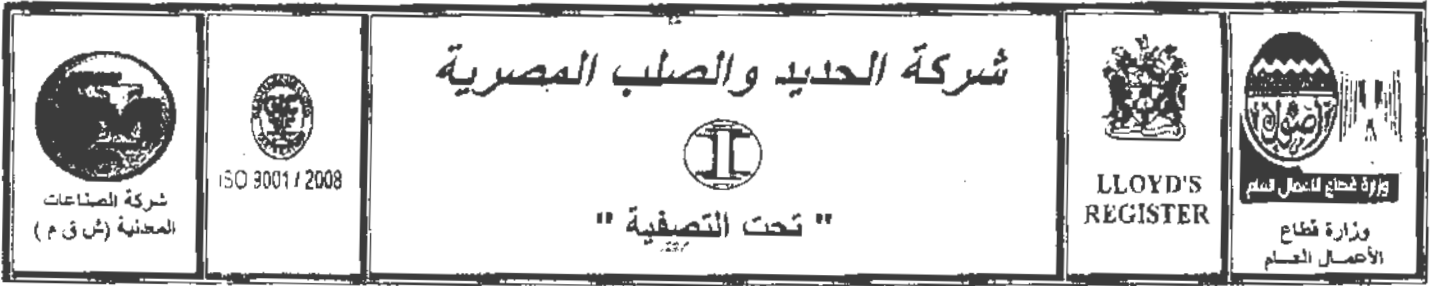 شركة الحديد والصلب المصرية
" تحت التصفية "
أصول
وزارة قطاع الأعمال العام
وزارة قطاع
الأعمال العام
LLOYD'S
REGISTER
ISO 9001 / 2008
شركة الصناعات
المعدنية (ش ق م )